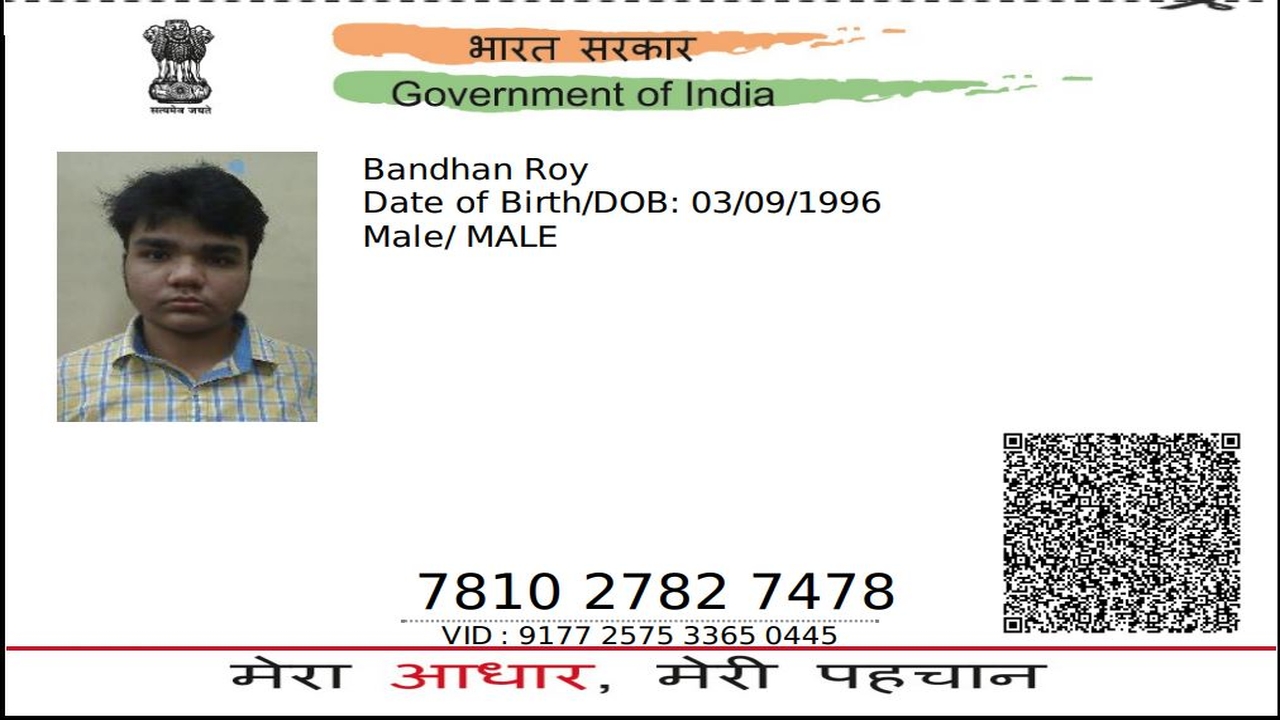 सत्यमेव जयते
भारत सरकार
Government of India
Bandhan Roy
Date of Birth/DOB: 03/09/1996
Male/ MALE
7810 2782 7478
VID : 9177 2575 3365 0445
मेरा आधार, मेरी पहचान